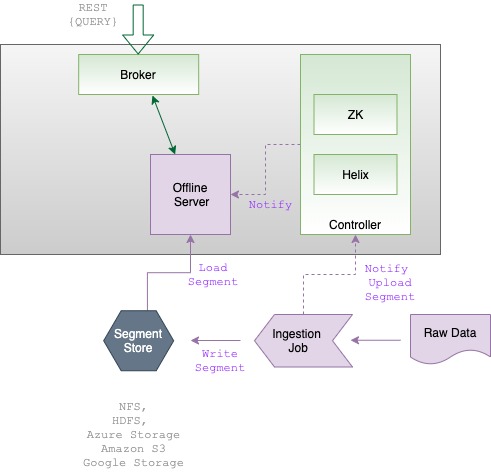 REST
{QUERY}
Broker
ZK
Offline
Server
Helix
Notify
Controller
Load
Segment
Notify
Upload
Segment
Segment
Store
Write
Segment
Ingestion
Job
Raw Data
NFS,
HDFS,
Azure Storage
Amazon S3
Google Storage